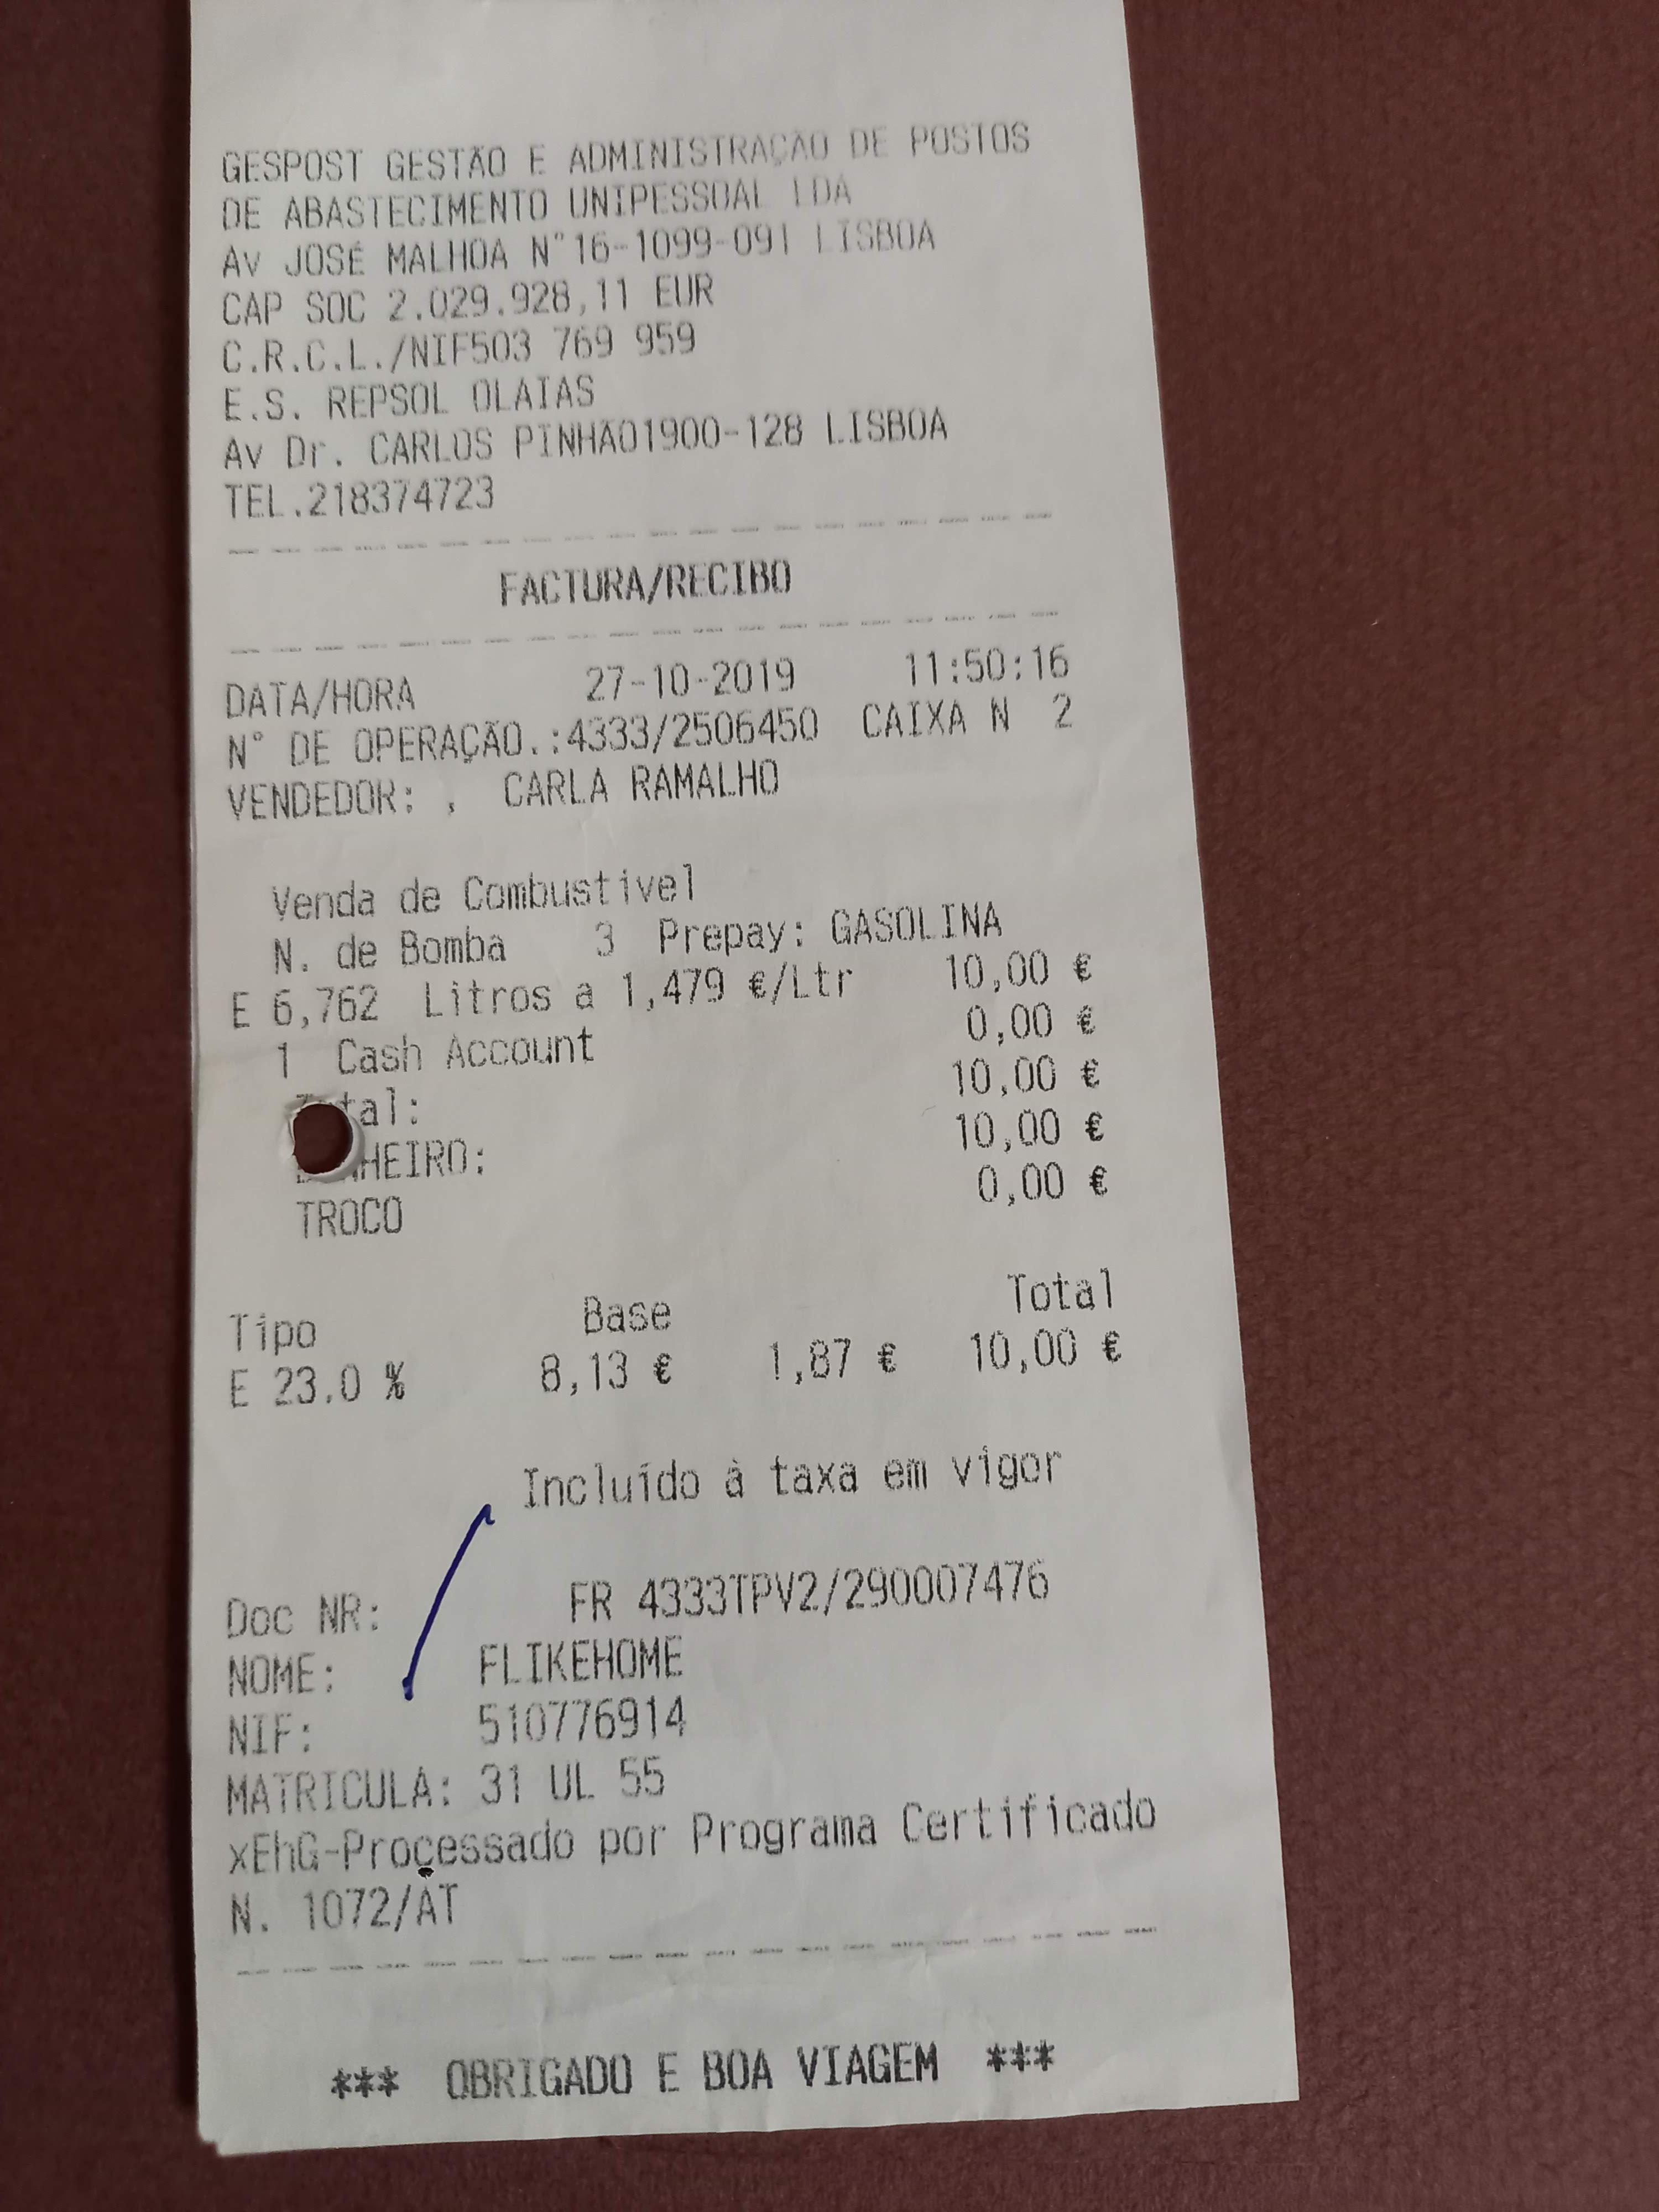 GESPOST GESTÃO E ADMINISTRAÇÃO DE POSTOS
DE ABASTECIMENTO UNIPESSOAL LDA
Av JOSÉ MALHOA N°16-1099-091 LISBOA
CAP SOC 2.029.928,11 EUR
C.R.C.L./NIF503 769 959
E.S. REPSOL OLAIAS
Av Dr. CARLOS PINHÃO1900-128 LISBOA
TEL.218374723
FACTURA/RECIBO
DATA/HORA 27-10-2019 11:50:16
N° DE OPERAÇÃO.:4333/2506450 CAIXA N 2
VENDEDOR: , CARLA RAMALHO
Venda de Combustivel
N. de Bomba 3 Prepay: GASOLINA
E 6,762 Litros a 1,479 €/Ltr 10,00 €
1 Cash Account 0,00 €
Total: 10,00 €
DINHEIRO: 10,00 €
TROCO 0,00 €
Tipo Base Total
E 23.0 % 8,13 € 1,87 € 10,00 €
Incluído à taxa em vigor
Doc NR: FR 4333TPV2/290007476
NOME: FLIKEHOME
NIF: 510776914
MATRICULA: 31 UL 55
xEhG-Processado por Programa Certificado
N. 1072/AT
*** OBRIGADO E BOA VIAGEM ***